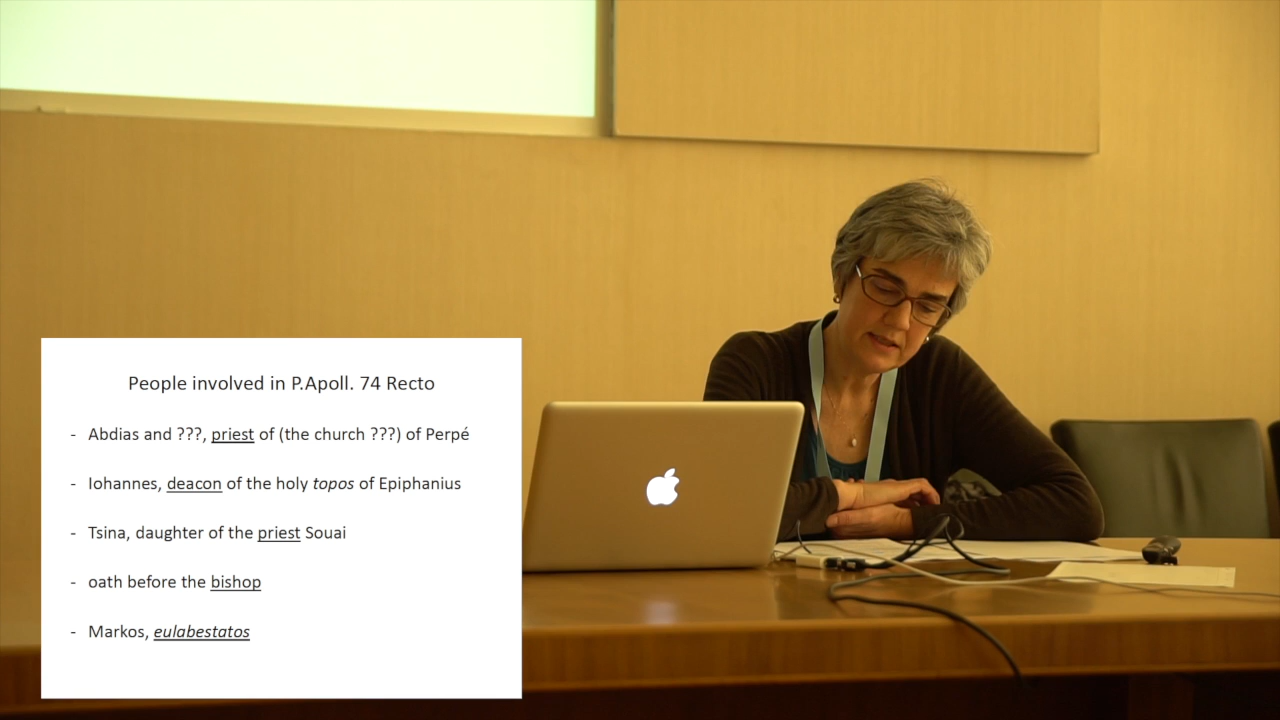 People involved in P.Apoll. 74 Recto
- Abdias and ???, priest of (the church ???) of Perpé
- Iohannes, deacon of the holy topos of Epiphanius
- Tsina, daughter of the priest Souai
- oath before the bishop
- Markos, eulabestatos